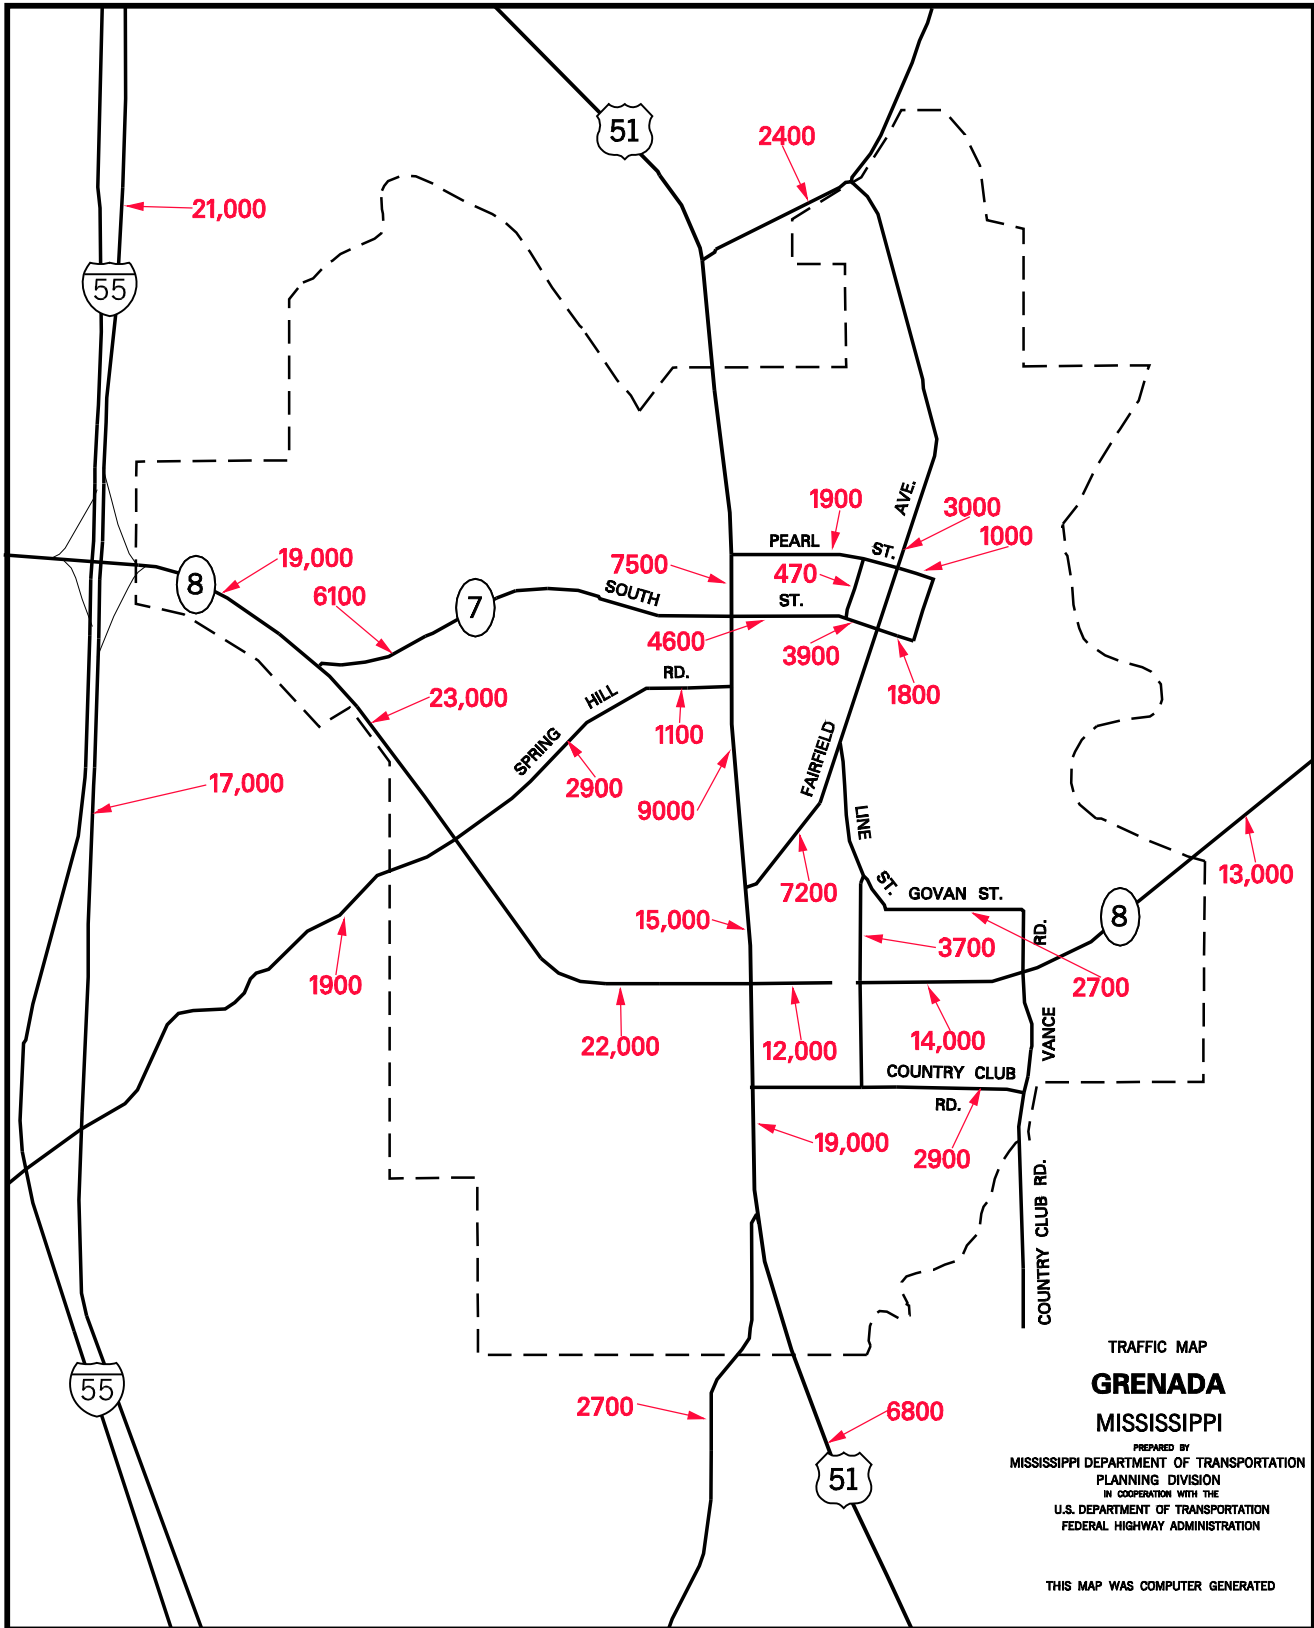 51
2400
21,000
55
1900
AVE.
3000
1000
PEARL
ST.
19,000
7500
470
8
6100
7
SOUTH
ST.
4600
3900
RD.
1800
23,000
HILL
1100
SPRING
2900
FAIRFIELD
17,000
9000
LINE
ST.
7200
13,000
GOVAN ST.
8
15,000
3700
RD.
1900
2700
22,000
12,000
14,000
VANCE
COUNTRY CLUB
RD.
19,000
2900
COUNTRY CLUB RD.
55
2700
6800
51
TRAFFIC MAP
GRENADA
MISSISSIPPI
PREPARED BY
MISSISSIPPI DEPARTMENT OF TRANSPORTATION
PLANNING DIVISION
IN COOPERATION WITH THE
U.S. DEPARTMENT OF TRANSPORTATION
FEDERAL HIGHWAY ADMINISTRATION
THIS MAP WAS COMPUTER GENERATED